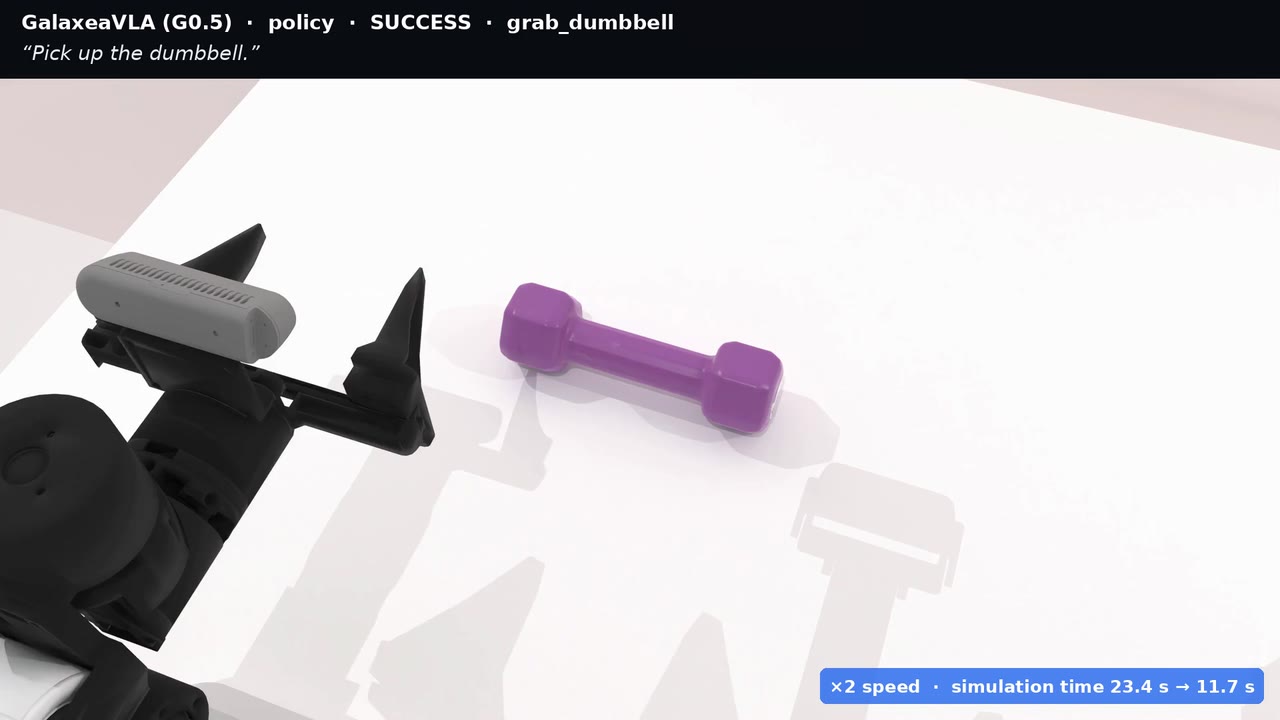 GalaxeaVLA (G0.5)  ·  policy  ·  SUCCESS  ·  grab_dumbbell
“Pick up the dumbbell.”
×2 speed  ·  simulation time 23.4 s → 11.7 s